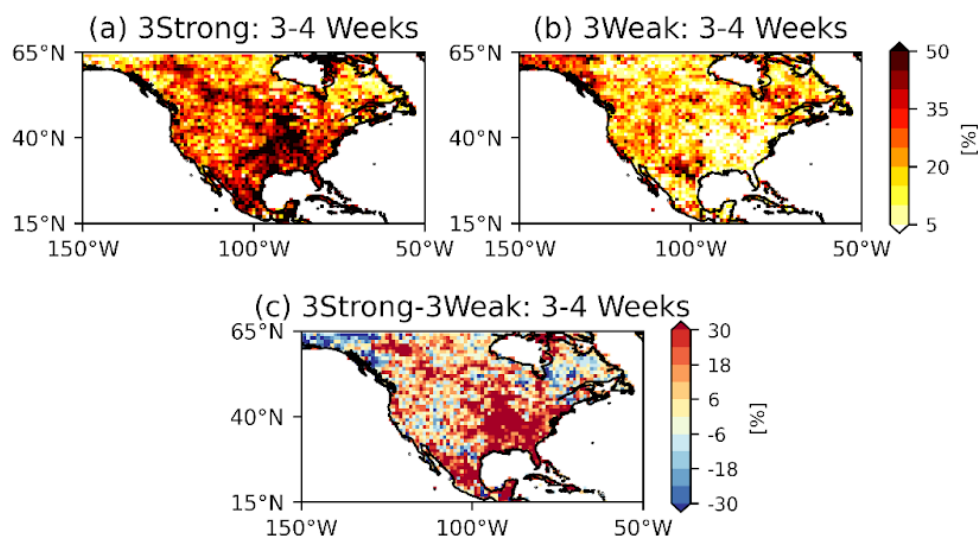 (a) 3Strong: 3-4 Weeks
(b) 3Weak: 3-4 Weeks
65°N
40°N
15°N
150°W
100°W
50°W
65°N
40°N
15°N
150°W
100°W
50°W
50
35
20
5
[%]
(c) 3Strong-3Weak: 3-4 Weeks
65°N
40°N
15°N
150°W
100°W
50°W
30
18
6
-6
-18
-30
[%]